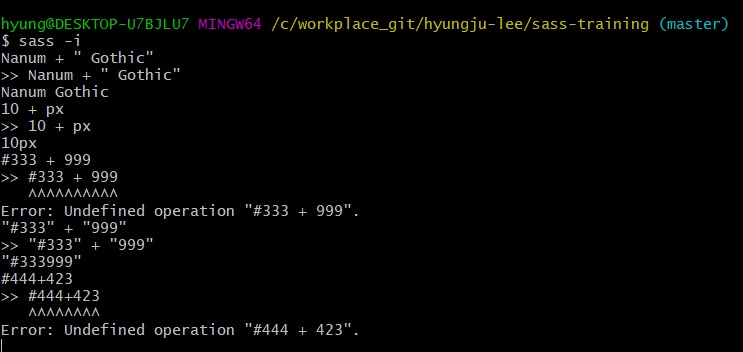 hyung@DESKTOP-U7BJLU7 MINGW64 /c/workplace_git/hyungju-lee/sass-training (master)
$ sass -i
Nanum + " Gothic"
>> Nanum + " Gothic"
Nanum Gothic
10 + px
>> 10 + px
10px
#333 + 999
>> #333 + 999
   ^^^^^^^^^^
Error: Undefined operation "#333 + 999".
"#333" + "999"
>> "#333" + "999"
"#333999"
#444+423
>> #444+423
   ^^^^^^^^
Error: Undefined operation "#444 + 423".